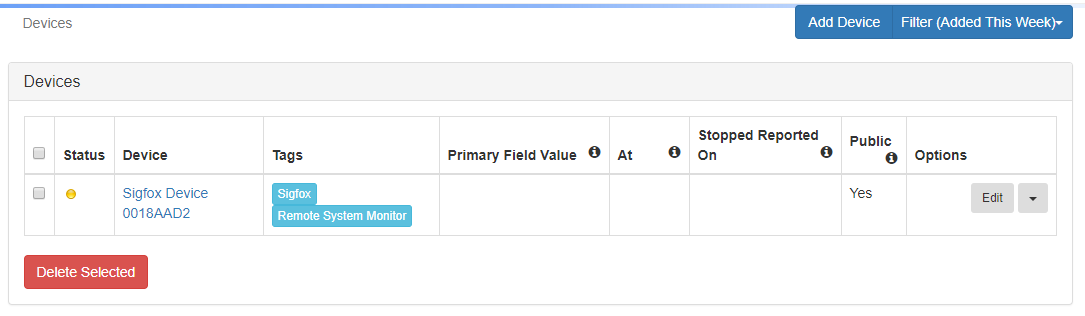 Devices
Add Device
Filter (Added This Week)
Devices
Status
Device
Tags
Primary Field Value
At
Stopped Reported
On
Public
Options
Sigfox Device
0018AAD2
Sigfox
Remote System Monitor
Yes
Edit
Delete Selected